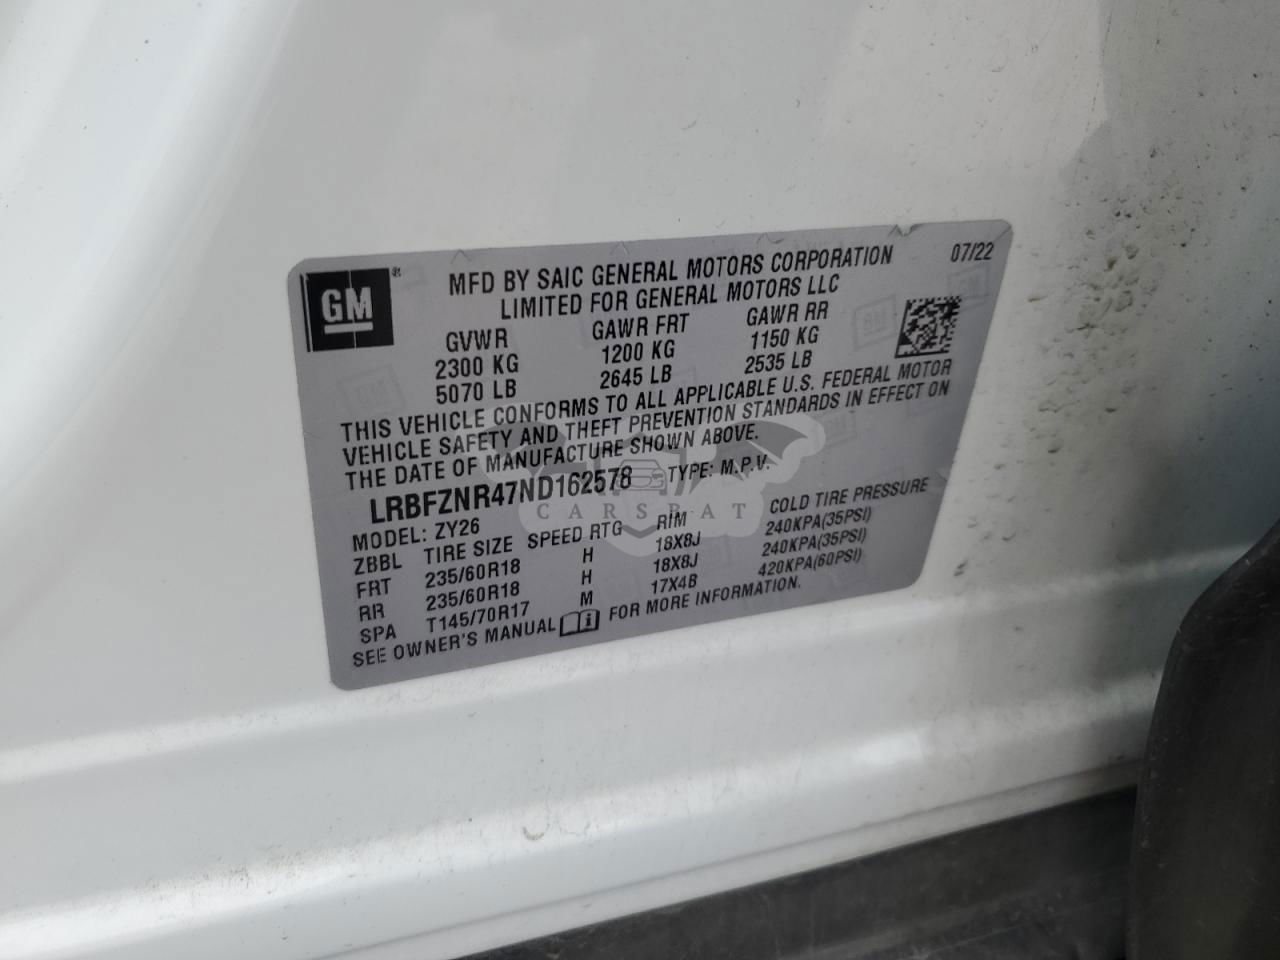 GM ® MFD BY SAIC GENERAL MOTORS CORPORATION 07/22
LIMITED FOR GENERAL MOTORS LLC
GVWR GAWR FRT GAWR RR
2300 KG 1200 KG 1150 KG
5070 LB 2645 LB 2535 LB
THIS VEHICLE CONFORMS TO ALL APPLICABLE U.S. FEDERAL MOTOR
VEHICLE SAFETY AND THEFT PREVENTION STANDARDS IN EFFECT ON
THE DATE OF MANUFACTURE SHOWN ABOVE.
LRBFZNR47ND162578 TYPE: M.P.V.
CARSBAT
MODEL: ZY26
ZBBL TIRE SIZE SPEED RTG RIM COLD TIRE PRESSURE
FRT 235/60R18 H 18X8J 240KPA(35PSI)
RR 235/60R18 H 18X8J 240KPA(35PSI)
SPA T145/70R17 M 17X4B 420KPA(60PSI)
SEE OWNER'S MANUAL FOR MORE INFORMATION.